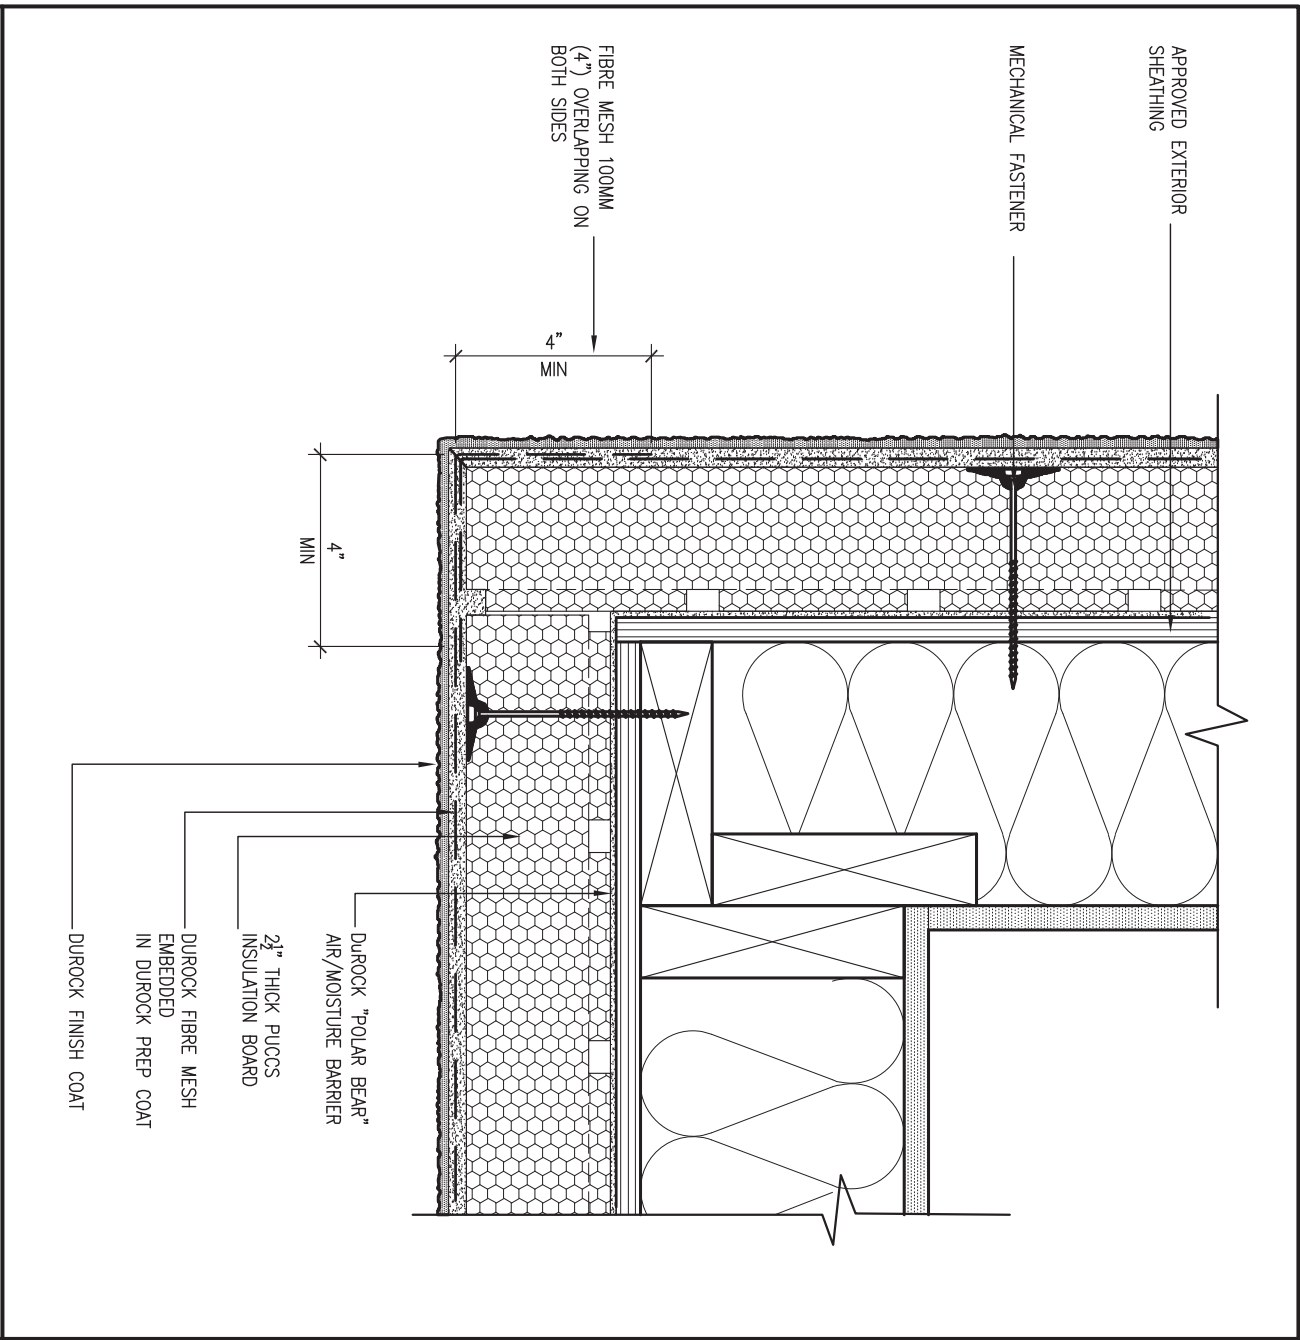 APPROVED EXTERIOR
SHEATHING
MECHANICAL FASTENER
FIBRE MESH 100MM
(4") OVERLAPPING ON
BOTH SIDES
4"
MIN
4"
MIN
DuROCK "POLAR BEAR"
AIR/MOISTURE BARRIER
2½" THICK PUCCS
INSULATION BOARD
DUROCK FIBRE MESH
EMBEDDED
IN DUROCK PREP COAT
DUROCK FINISH COAT